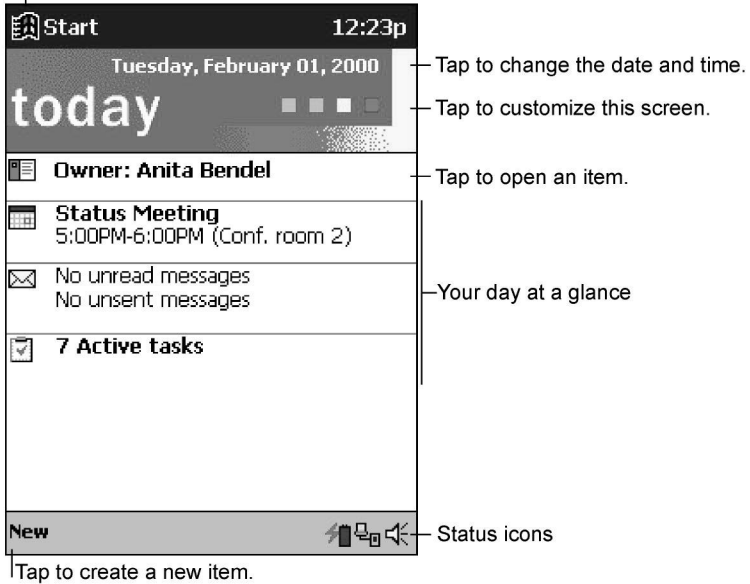 Start 12:23p
Tuesday, February 01, 2000
Tap to change the date and time.
today
Tap to customize this screen.
Owner: Anita Bendel
Tap to open an item.
Status Meeting
5:00PM-6:00PM (Conf. room 2)
No unread messages
No unsent messages
Your day at a glance
7 Active tasks
New
Status icons
Tap to create a new item.